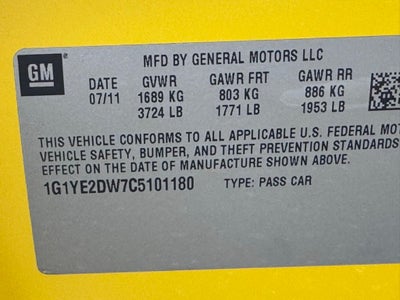 GM
MFD BY GENERAL MOTORS LLC
DATE GVWR GAWR FRT GAWR RR
07/11 1689 KG 803 KG 886 KG
3724 LB 1771 LB 1953 LB
THIS VEHICLE CONFORMS TO ALL APPLICABLE U.S. FEDERAL
VEHICLE SAFETY, BUMPER, AND THEFT PREVENTION STANDARDS
EFFECT ON THE DATE OF MANUFACTURE SHOWN ABOVE.
1G1YE2DW7C5101180 TYPE: PASS CAR